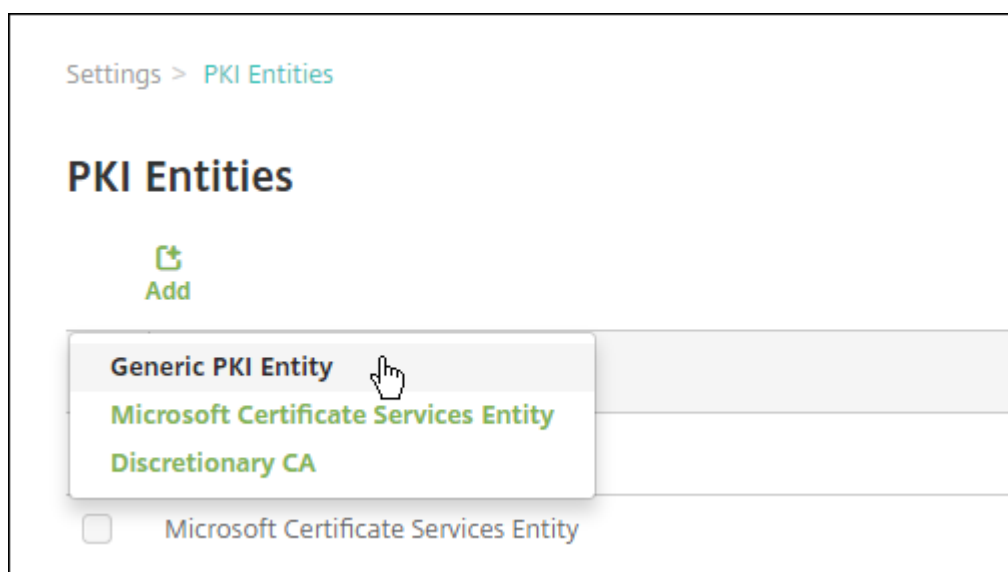 Settings > PKI Entities
PKI Entities
Add
Generic PKI Entity
Microsoft Certificate Services Entity
Discretionary CA
Microsoft Certificate Services Entity